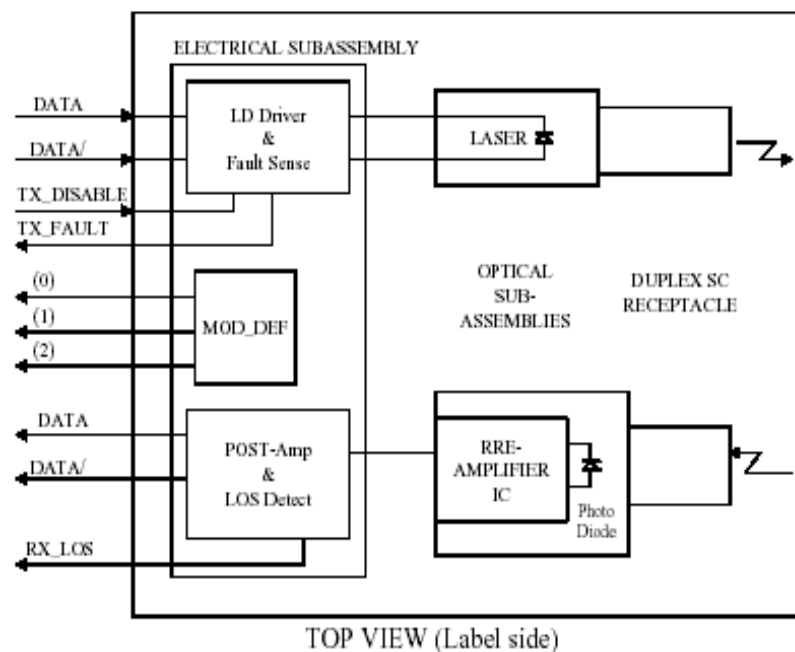 ELECTRICAL SUBASSEMBLY
DATA
DATA/
TX_DISABLE
TX_FAULT
LD Driver
&
Fault Sense
LASER
(0)
(1)
(2)
MOD_DEF
OPTICAL
SUB-
ASSEMBLIES
DUPLEX SC
RECEPTACLE
DATA
DATA/
RX_LOS
POST-Amp
&
LOS Detect
RRE-
AMPLIFIER
IC
Photo
Diode
TOP VIEW (Label side)